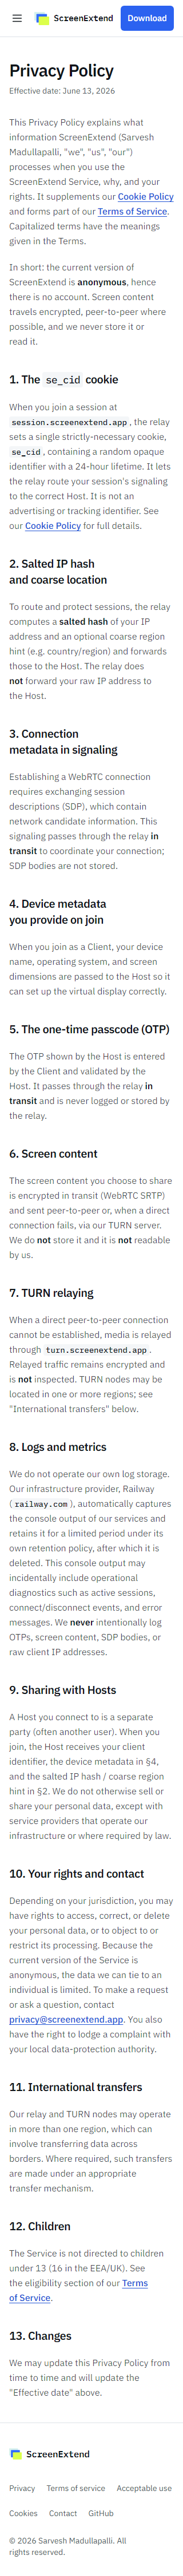 ScreenExtend
Download
Privacy Policy
Effective date: June 13, 2026
This Privacy Policy explains what
information ScreenExtend (Sarvesh
Madullapalli, "we", "us", "our")
processes when you use the
ScreenExtend Service, why, and your
rights. It supplements our Cookie Policy
and forms part of our Terms of Service.
Capitalized terms have the meanings
given in the Terms.
In short: the current version of
ScreenExtend is anonymous, hence
there is no account. Screen content
travels encrypted, peer-to-peer where
possible, and we never store it or
read it.
1. The se_cid cookie
When you join a session at
session.screenextend.app, the relay
sets a single strictly-necessary cookie,
se_cid, containing a random opaque
identifier with a 24-hour lifetime. It lets
the relay route your session's signaling
to the correct Host. It is not an
advertising or tracking identifier. See
our Cookie Policy for full details.
2. Salted IP hash
and coarse location
To route and protect sessions, the relay
computes a salted hash of your IP
address and an optional coarse region
hint (e.g. country/region) and forwards
those to the Host. The relay does
not forward your raw IP address to
the Host.
3. Connection
metadata in signaling
Establishing a WebRTC connection
requires exchanging session
descriptions (SDP), which contain
network candidate information. This
signaling passes through the relay in
transit to coordinate your connection;
SDP bodies are not stored.
4. Device metadata
you provide on join
When you join as a Client, your device
name, operating system, and screen
dimensions are passed to the Host so it
can set up the virtual display correctly.
5. The one-time passcode (OTP)
The OTP shown by the Host is entered
by the Client and validated by the
Host. It passes through the relay in
transit and is never logged or stored by
the relay.
6. Screen content
The screen content you choose to share
is encrypted in transit (WebRTC SRTP)
and sent peer-to-peer or, when a direct
connection fails, via our TURN server.
We do not store it and it is not readable
by us.
7. TURN relaying
When a direct peer-to-peer connection
cannot be established, media is relayed
through turn.screenextend.app.
Relayed traffic remains encrypted and
is not inspected. TURN nodes may be
located in one or more regions; see
"International transfers" below.
8. Logs and metrics
We do not operate our own log storage.
Our infrastructure provider, Railway
(railway.com), automatically captures
the console output of our services and
retains it for a limited period under its
own retention policy, after which it is
deleted. This console output may
incidentally include operational
diagnostics such as active sessions,
connect/disconnect events, and error
messages. We never intentionally log
OTPs, screen content, SDP bodies, or
raw client IP addresses.
9. Sharing with Hosts
A Host you connect to is a separate
party (often another user). When you
join, the Host receives your client
identifier, the device metadata in §4,
and the salted IP hash / coarse region
hint in §2. We do not otherwise sell or
share your personal data, except with
service providers that operate our
infrastructure or where required by law.
10. Your rights and contact
Depending on your jurisdiction, you may
have rights to access, correct, or delete
your personal data, or to object to or
restrict its processing. Because the
current version of the Service is
anonymous, the data we can tie to an
individual is limited. To make a request
or ask a question, contact
privacy@screenextend.app. You also
have the right to lodge a complaint with
your local data-protection authority.
11. International transfers
Our relay and TURN nodes may operate
in more than one region, which can
involve transferring data across
borders. Where required, such transfers
are made under an appropriate
transfer mechanism.
12. Children
The Service is not directed to children
under 13 (16 in the EEA/UK). See
the eligibility section of our Terms
of Service.
13. Changes
We may update this Privacy Policy from
time to time and will update the
"Effective date" above.
ScreenExtend
Privacy Terms of service Acceptable use
Cookies Contact GitHub
© 2026 Sarvesh Madullapalli. All
rights reserved.